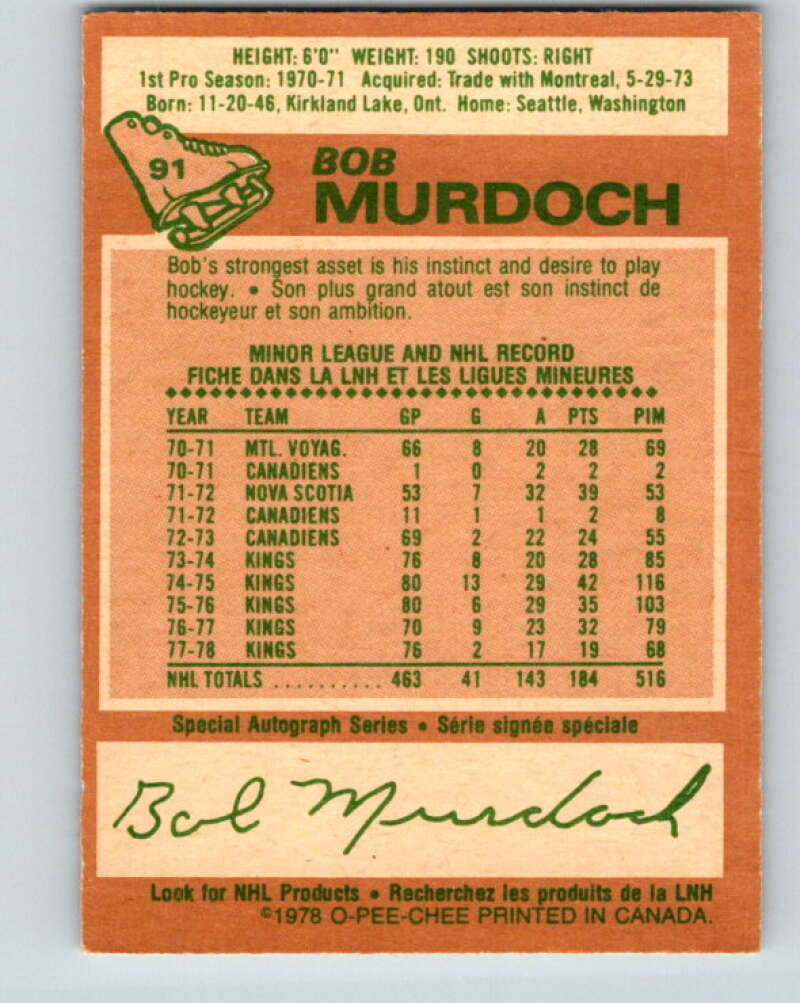 HEIGHT: 6'0" WEIGHT: 190 SHOOTS: RIGHT
1st Pro Season: 1970-71 Acquired: Trade with Montreal, 5-29-73
Born: 11-20-46, Kirkland Lake, Ont. Home: Seattle, Washington
91
BOB
MURDOCH
Bob's strongest asset is his instinct and desire to play
hockey. • Son plus grand atout est son instinct de
hockeyeur et son ambition.
MINOR LEAGUE AND NHL RECORD
FICHE DANS LA LNH ET LES LIGUES MINEURES
YEAR TEAM GP G A PTS PIM
70-71 MTL. VOYAG. 66 8 20 28 69
70-71 CANADIENS 1 0 2 2 2
71-72 NOVA SCOTIA 53 7 32 39 53
71-72 CANADIENS 11 1 1 2 8
72-73 CANADIENS 69 2 22 24 55
73-74 KINGS 76 8 20 28 85
74-75 KINGS 80 13 29 42 116
75-76 KINGS 80 6 29 35 103
76-77 KINGS 70 9 23 32 79
77-78 KINGS 76 2 17 19 68
NHL TOTALS .......... 463 41 143 184 516
Special Autograph Series • Série signée spéciale
Bob Murdoch
Look for NHL Products • Recherchez les produits de la LNH
©1978 O-PEE-CHEE PRINTED IN CANADA.